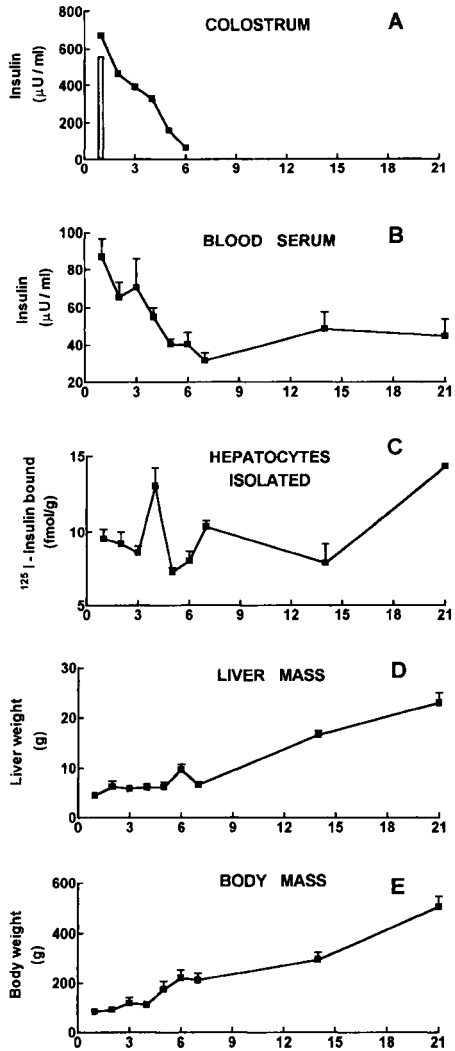 COLOSTRUM A
Insulin
(µU / ml)
800
600
400
200
0
0 3 6 9 12 15 18 21
BLOOD SERUM B
Insulin
(µU / ml)
100
80
60
40
20
0 3 6 9 12 15 18 21
HEPATOCYTES C
ISOLATED
125 I - Insulin bound
(fmol/g)
15
10
5
0 3 6 9 12 15 18 21
LIVER MASS D
Liver weight
(g)
30
20
10
0
0 3 6 9 12 15 18 21
BODY MASS E
Body weight
(g)
600
400
200
0
0 3 6 9 12 15 18 21